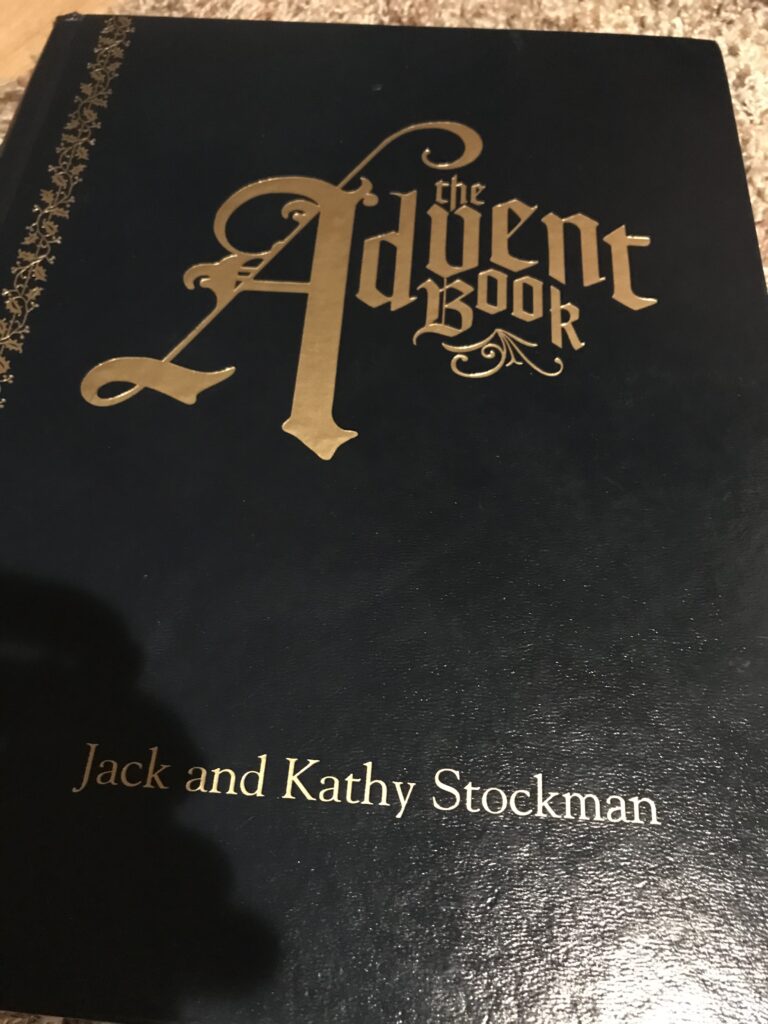 the
Advent
Book
Jack and Kathy Stockman